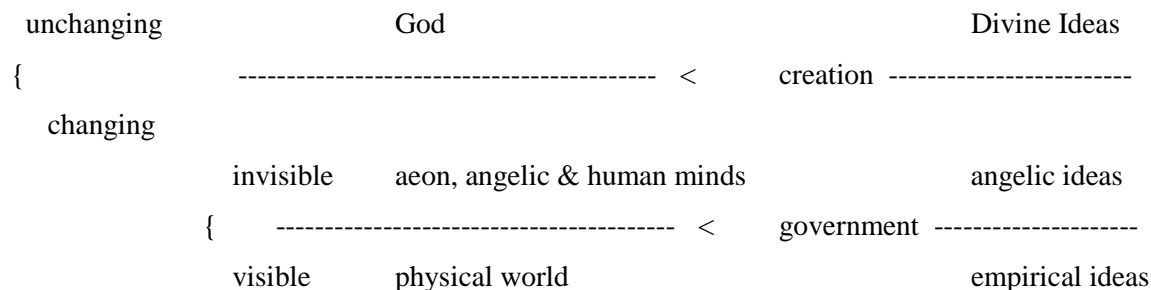 unchanging God Divine Ideas
{ ------------------------------------------- < creation -------------------------
changing
invisible aeon, angelic & human minds angelic ideas
{ ----------------------------------------- < government ---------------------
visible physical world empirical ideas